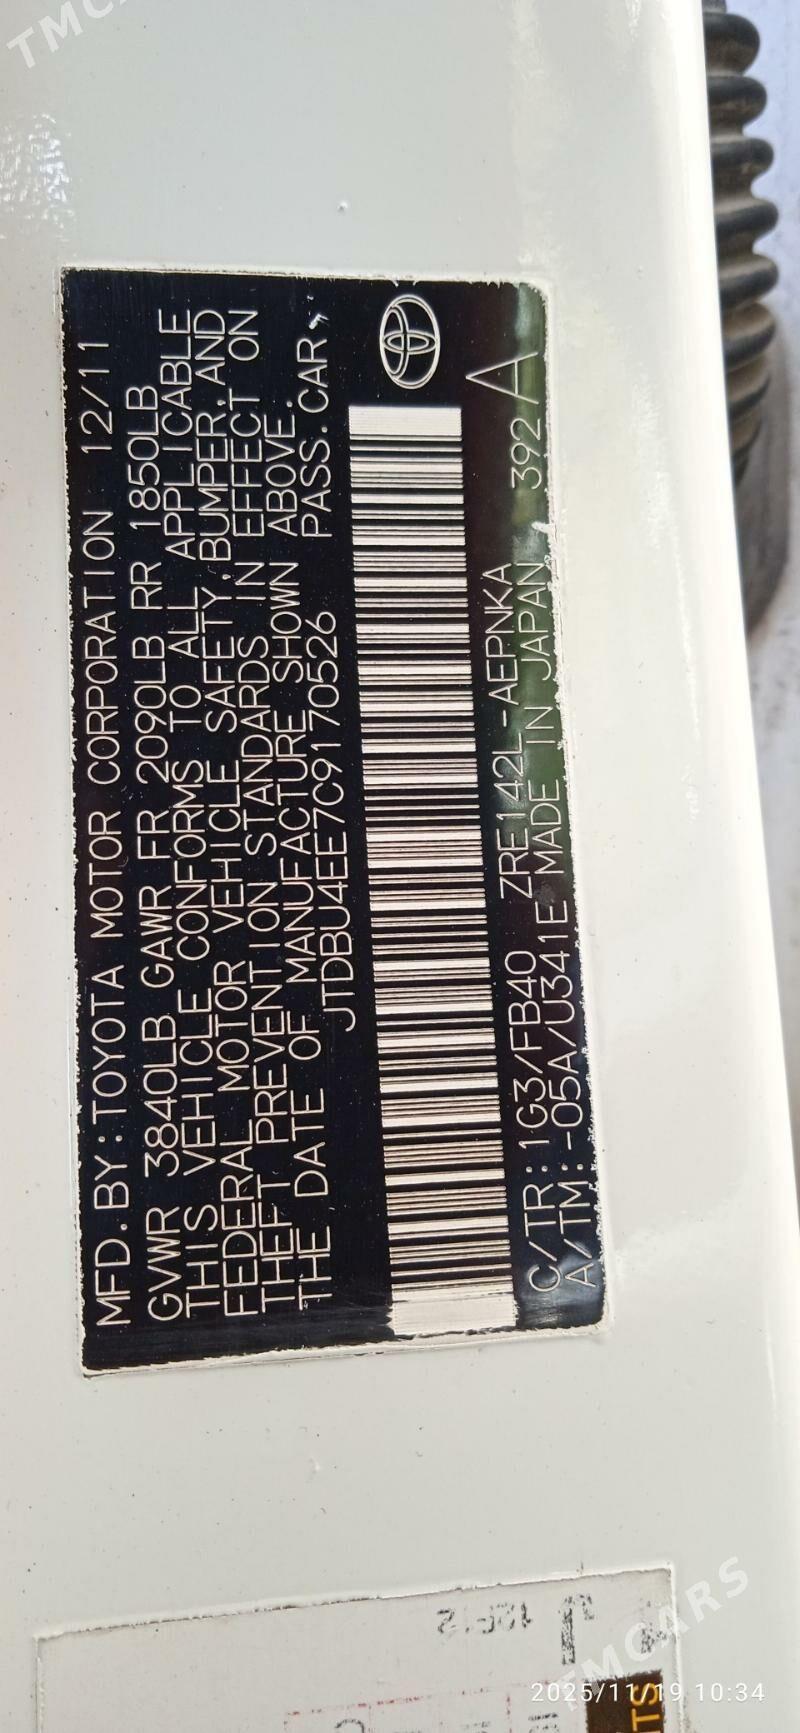 TMCARS
MFD. BY: TOYOTA MOTOR CORPORATION 12/11
GVWR 3840LB GAWR FR 2090LB RR 1850LB
THIS VEHICLE CONFORMS TO ALL APPLICABLE
FEDERAL MOTOR VEHICLE SAFETY, BUMPER, AND
THEFT PREVENTION STANDARDS IN EFFECT ON
THE DATE OF MANUFACTURE SHOWN ABOVE.
JTDBU4EE7C9170526 PASS. CAR
C/TR: 1G3/FB40 ZRE142L-AEPNKA
A/TM: -05A/U341E MADE IN JAPAN 392 A
TMCARS
2025/11/19 10:34
TS